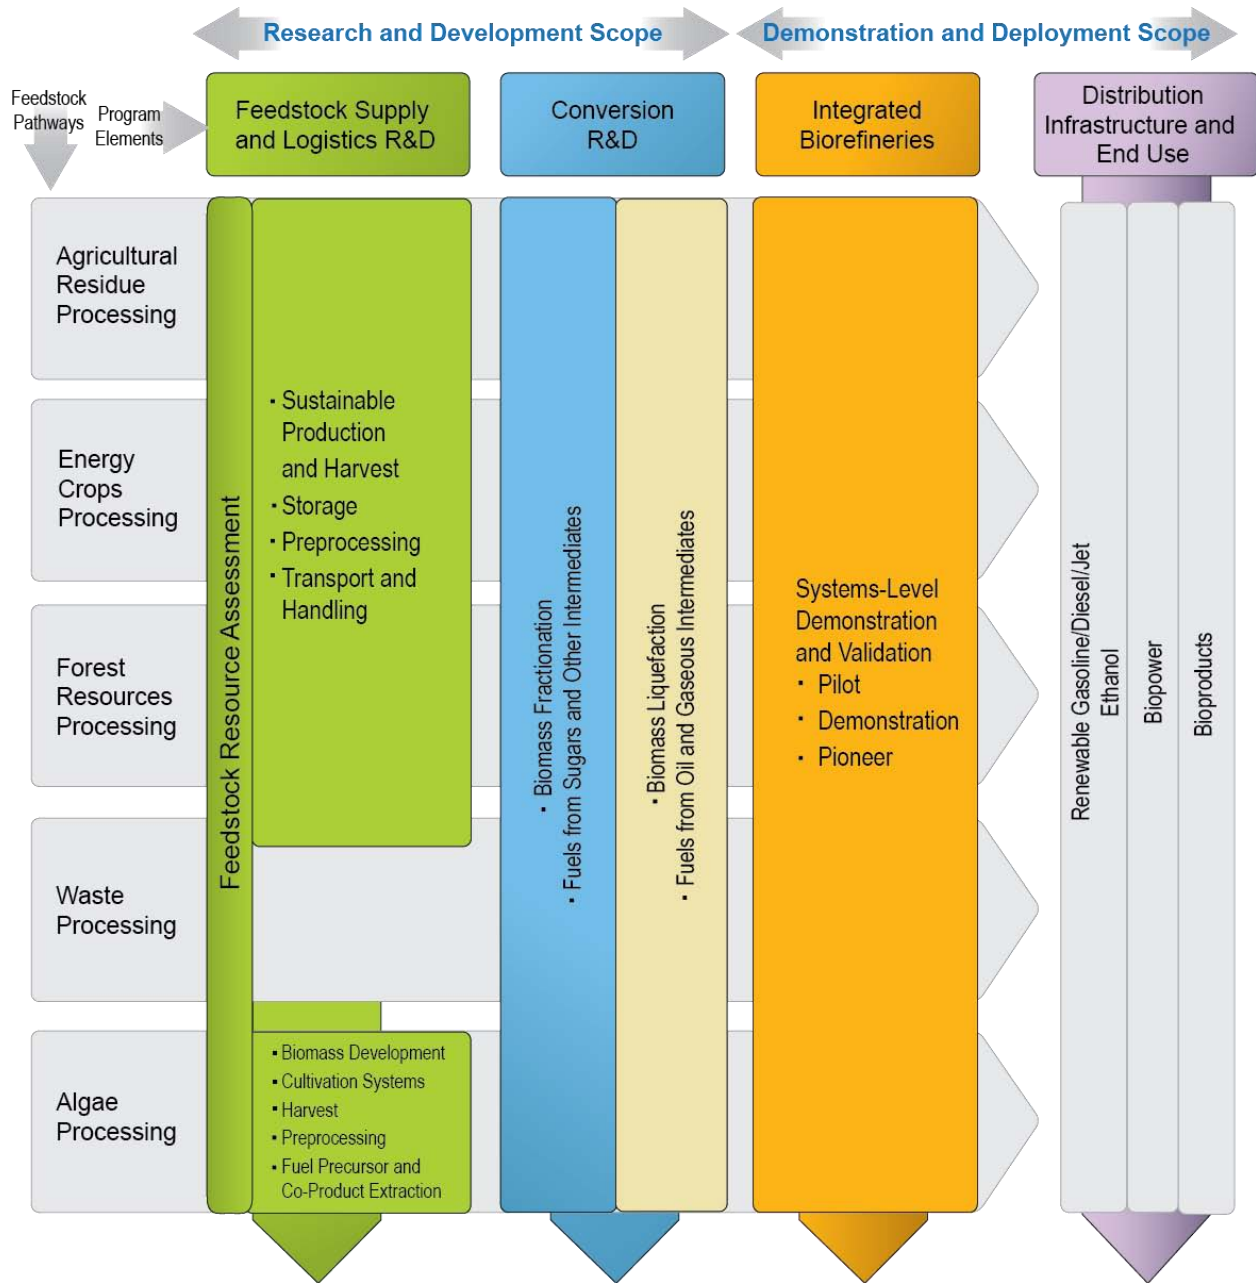 Research and Development Scope
Demonstration and Deployment Scope
Feedstock
Pathways
Program
Elements
Feedstock Supply
and Logistics R&D
Conversion
R&D
Integrated
Biorefineries
Distribution
Infrastructure and
End Use
Agricultural
Residue
Processing
Energy
Crops
Processing
Forest
Resources
Processing
Waste
Processing
Algae
Processing
Feedstock Resource Assessment
▪ Sustainable
Production
and Harvest
▪ Storage
▪ Preprocessing
▪ Transport and
Handling
▪ Biomass Development
▪ Cultivation Systems
▪ Harvest
▪ Preprocessing
▪ Fuel Precursor and
Co-Product Extraction
▪ Biomass Fractionation
▪ Fuels from Sugars and Other Intermediates
▪ Biomass Liquefaction
▪ Fuels from Oil and Gaseous Intermediates
Systems-Level
Demonstration
and Validation
▪ Pilot
▪ Demonstration
▪ Pioneer
Renewable Gasoline/Diesel/Jet
Ethanol
Biopower
Bioproducts